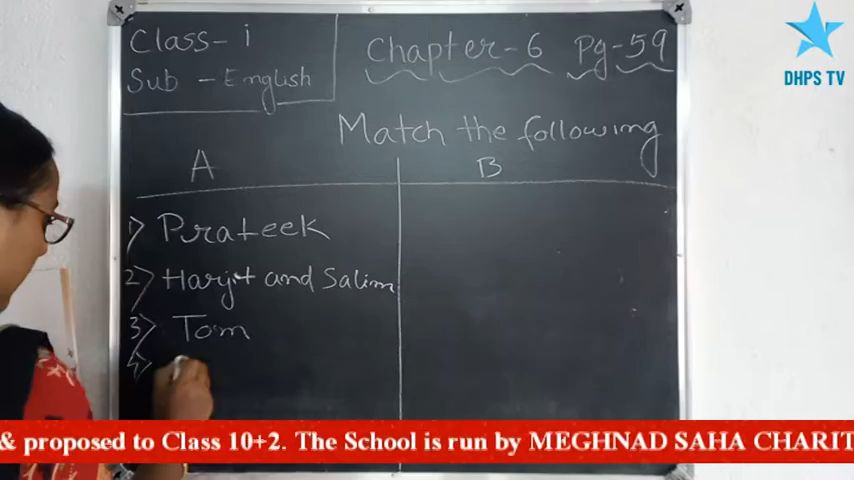 Class- i
Sub - English
Chapter-6 Pg-59
Match the following
A
B
1> Prateek
2> Harjit and Salim
3> Tom
4>
DHPS TV
& proposed to Class 10+2. The School is run by MEGHNAD SAHA CHARIT